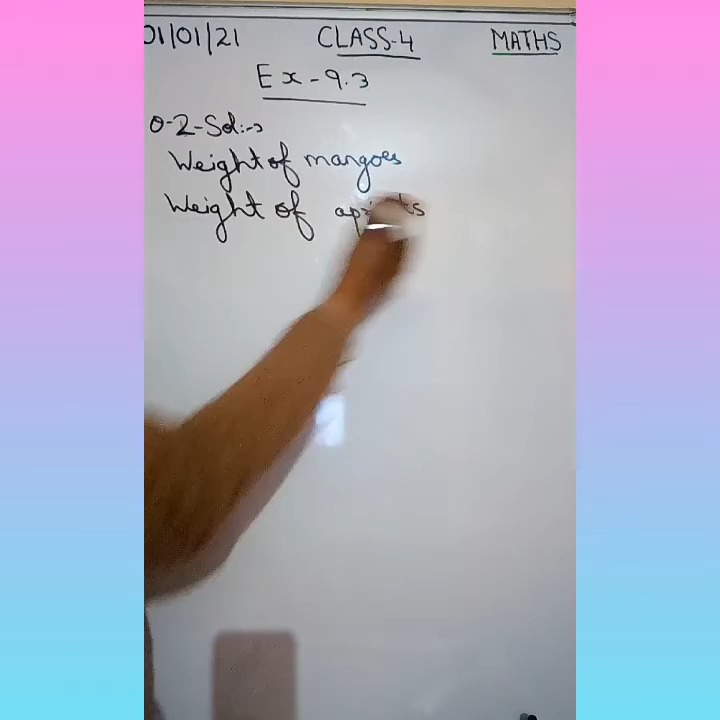 01/01/21 CLASS-4 MATHS
Ex-9.3
Q-2-Sol:->
Weight of mangoes
Weight of